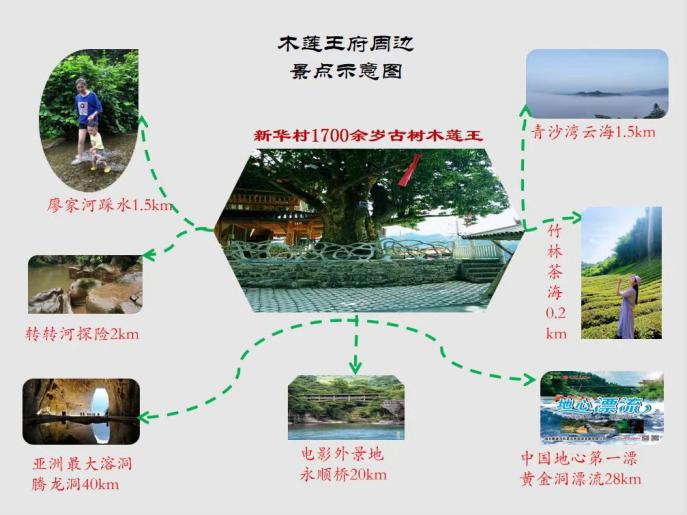 木莲王府周边
景点示意图
新华村1700余岁古树木莲王
廖家河踩水1.5km
青沙湾云海1.5km
竹
林
茶
海
0.2
km
转转河探险2km
地心漂流
亚洲最大溶洞
腾龙洞40km
电影外景地
永顺桥20km
中国地心第一漂
黄金洞漂流28km